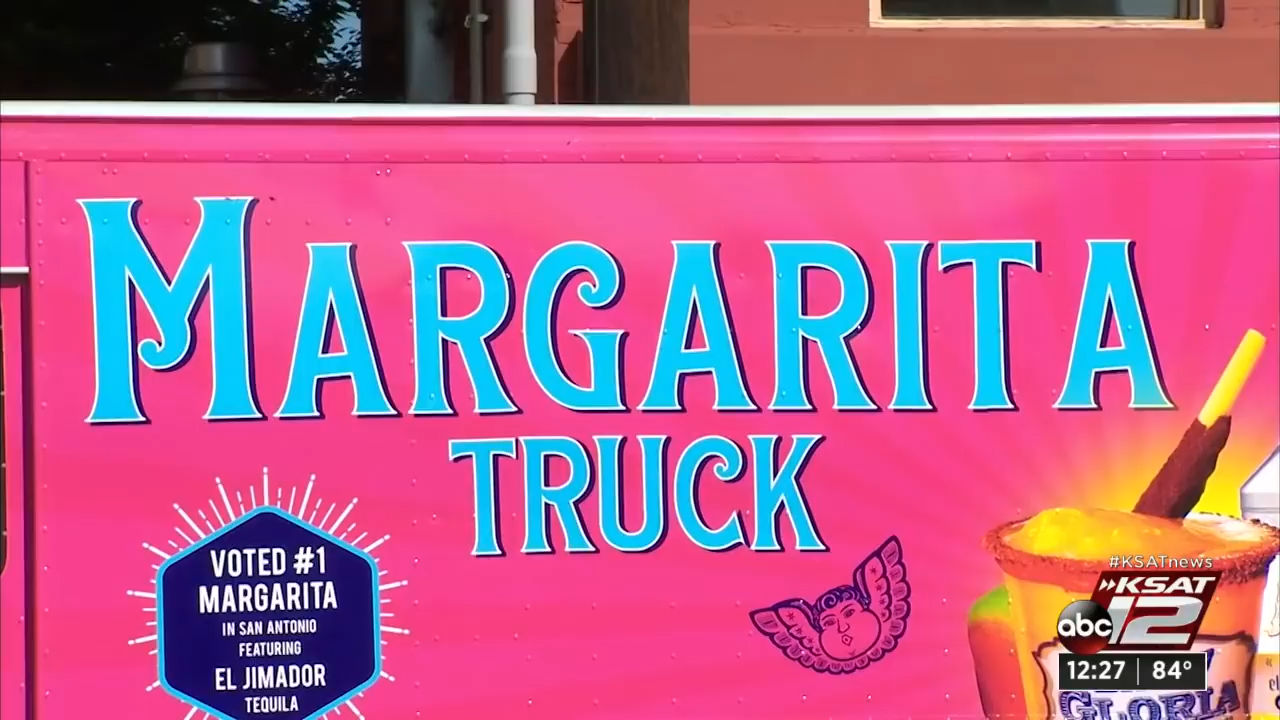 MARGARITA
TRUCK
VOTED #1
MARGARITA
IN SAN ANTONIO
FEATURING
EL JIMADOR
TEQUILA
#KSATnews
KSAT
abc 12
12:27 84°
GLORIA